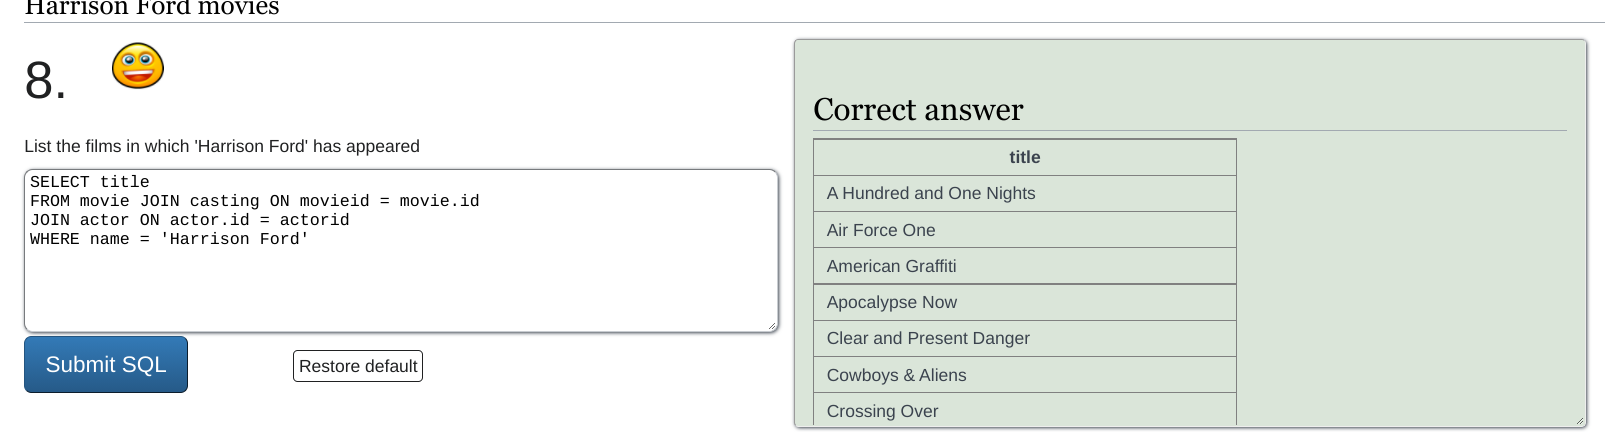 Harrison Ford movies
8.
List the films in which 'Harrison Ford' has appeared
SELECT title
FROM movie JOIN casting ON movieid = movie.id
JOIN actor ON actor.id = actorid
WHERE name = 'Harrison Ford'
Submit SQL
Restore default
Correct answer
title
A Hundred and One Nights
Air Force One
American Graffiti
Apocalypse Now
Clear and Present Danger
Cowboys & Aliens
Crossing Over